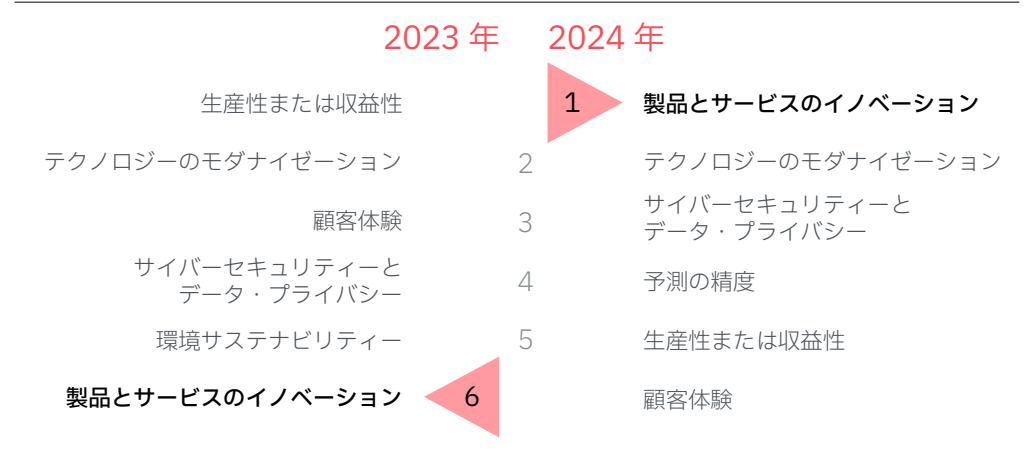 2023 年 2024 年
生産性または収益性 1 製品とサービスのイノベーション
テクノロジーのモダナイゼーション 2 テクノロジーのモダナイゼーション
顧客体験 3 サイバーセキュリティーと
データ・プライバシー
サイバーセキュリティーと
データ・プライバシー 4 予測の精度
環境サステナビリティー 5 生産性または収益性
製品とサービスのイノベーション 6 顧客体験